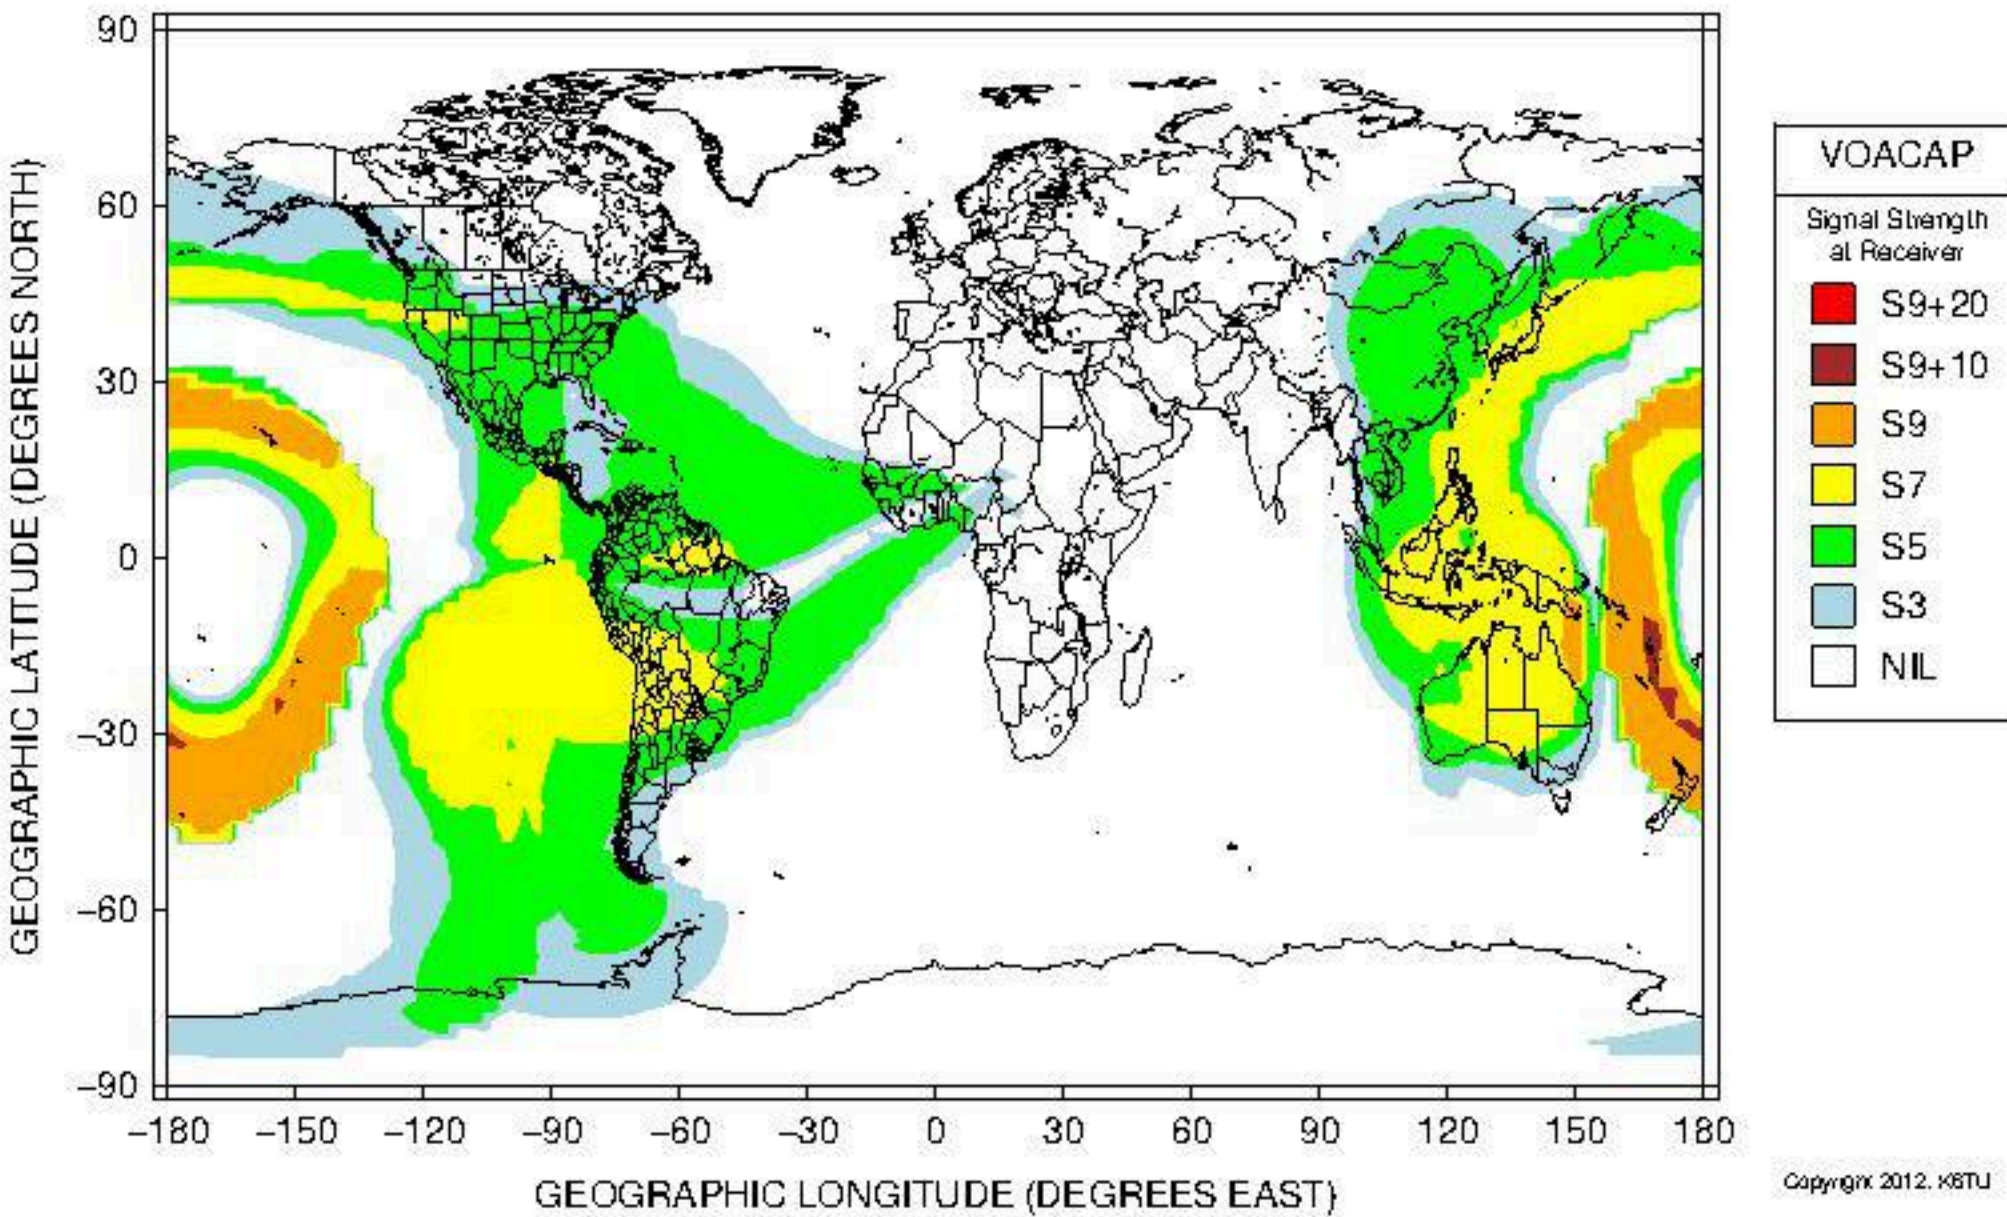 GEOGRAPHIC LATITUDE (DEGREES NORTH)
90
60
30
0
−30
−60
−90
−180 −150 −120 −90 −60 −30 0 30 60 90 120 150 180
GEOGRAPHIC LONGITUDE (DEGREES EAST)
VOACAP
Signal Strength
at Receiver
S9+20
S9+10
S9
S7
S5
S3
NIL
Copyright 2012, K6TU